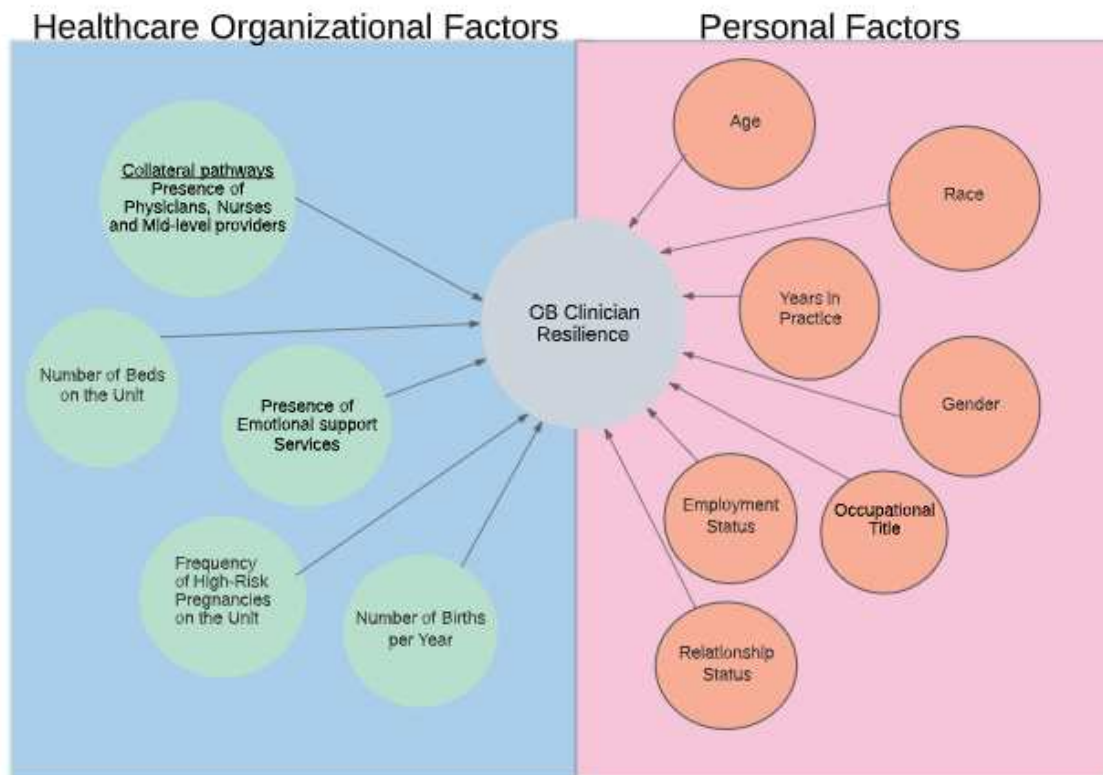 Healthcare Organizational Factors
Personal Factors
Collateral pathways
Presence of
Physicians, Nurses
and Mid-level providers
Number of Beds
on the Unit
Presence of
Emotional support
Services
Frequency
of High-Risk
Pregnancies
on the Unit
Number of Births
per Year
OB Clinician
Resilience
Age
Race
Years in
Practice
Gender
Employment
Status
Occupational
Title
Relationship
Status